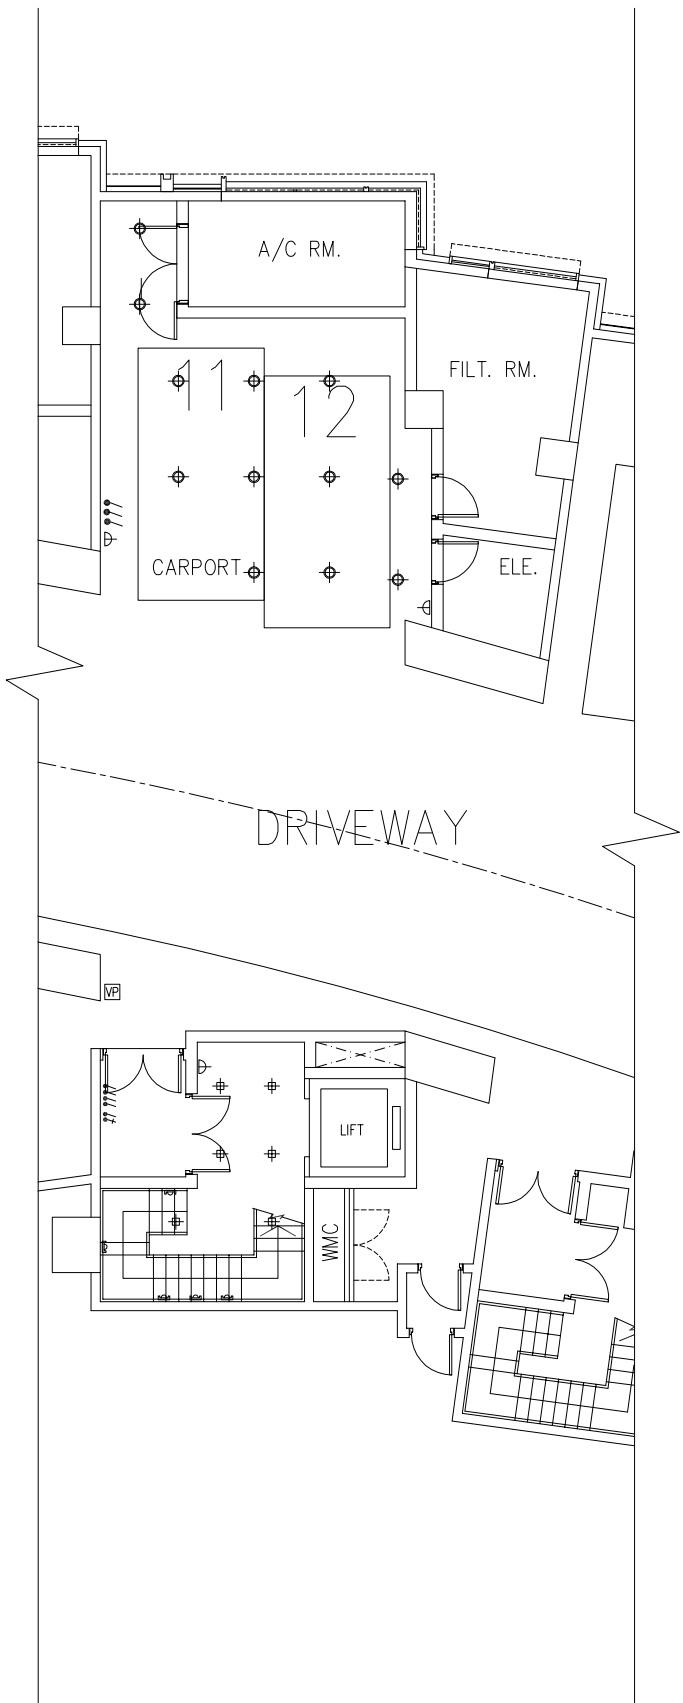 A/C RM.
FILT. RM.
11
12
CARPORT
ELE.
DRIVEWAY
VP
LIFT
WMC